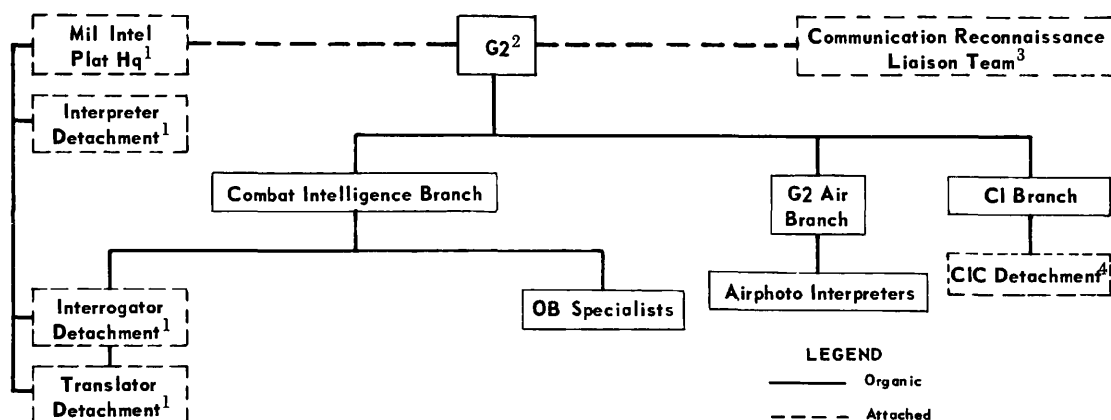 Mil Intel
Plat Hq¹
G2²
Communication Reconnaissance
Liaison Team³
Interpreter
Detachment¹
Combat Intelligence Branch
G2 Air
Branch
CI Branch
Interrogator
Detachment¹
OB Specialists
Airphoto Interpreters
CIC Detachment⁴
Translator
Detachment¹
LEGEND
Organic
Attached